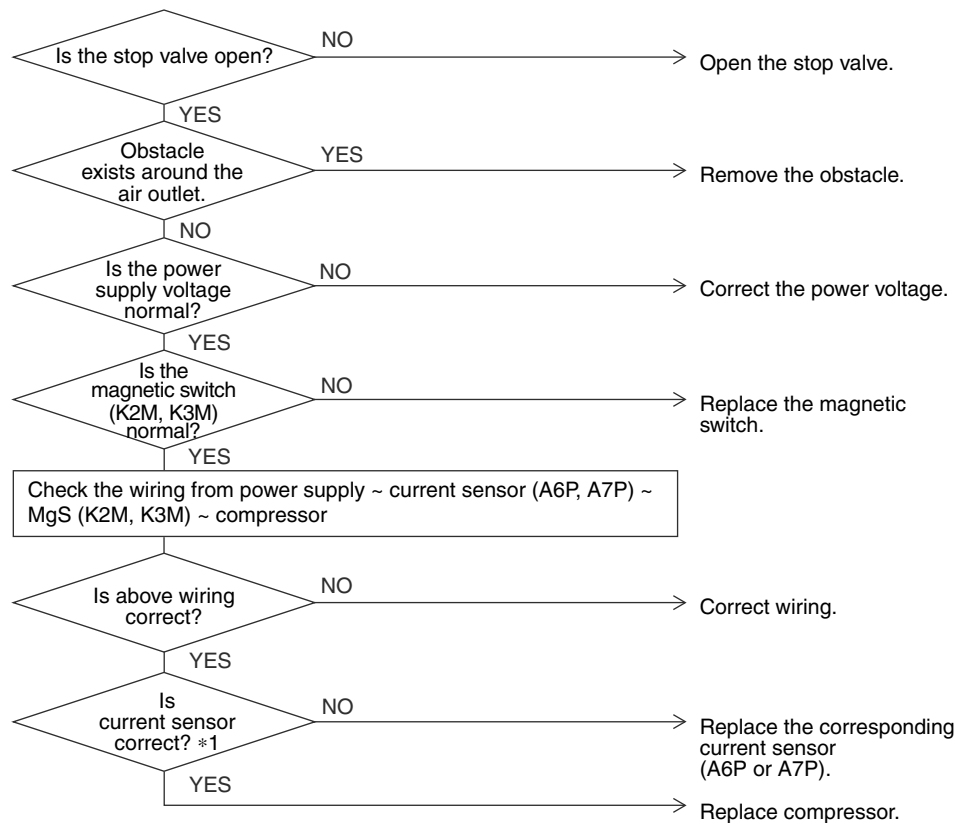 Is the stop valve open?
NO
Open the stop valve.
YES
Obstacle
exists around the
air outlet.
YES
Remove the obstacle.
NO
Is the power
supply voltage
normal?
NO
Correct the power voltage.
YES
Is the
magnetic switch
(K2M, K3M)
normal?
NO
Replace the magnetic
switch.
YES
Check the wiring from power supply ~ current sensor (A6P, A7P) ~
MgS (K2M, K3M) ~ compressor
Is above wiring
correct?
NO
Correct wiring.
YES
Is
current sensor
correct? *1
NO
Replace the corresponding
current sensor
(A6P or A7P).
YES
Replace compressor.